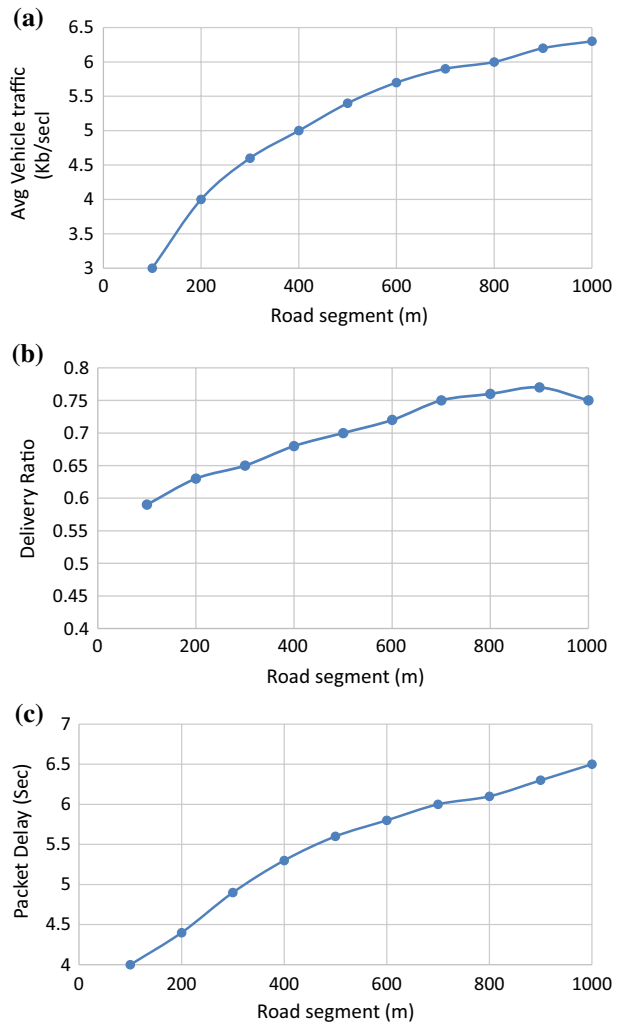 (a)
6.5
6
5.5
5
4.5
4
3.5
3
0 200 400 600 800 1000
Avg Vehicle traffic
(Kb/secl
Road segment (m)
(b)
0.8
0.75
0.7
0.65
0.6
0.55
0.5
0.45
0.4
0 200 400 600 800 1000
Delivery Ratio
Road segment (m)
(c)
7
6.5
6
5.5
5
4.5
4
0 200 400 600 800 1000
Packet Delay (Sec)
Road segment (m)